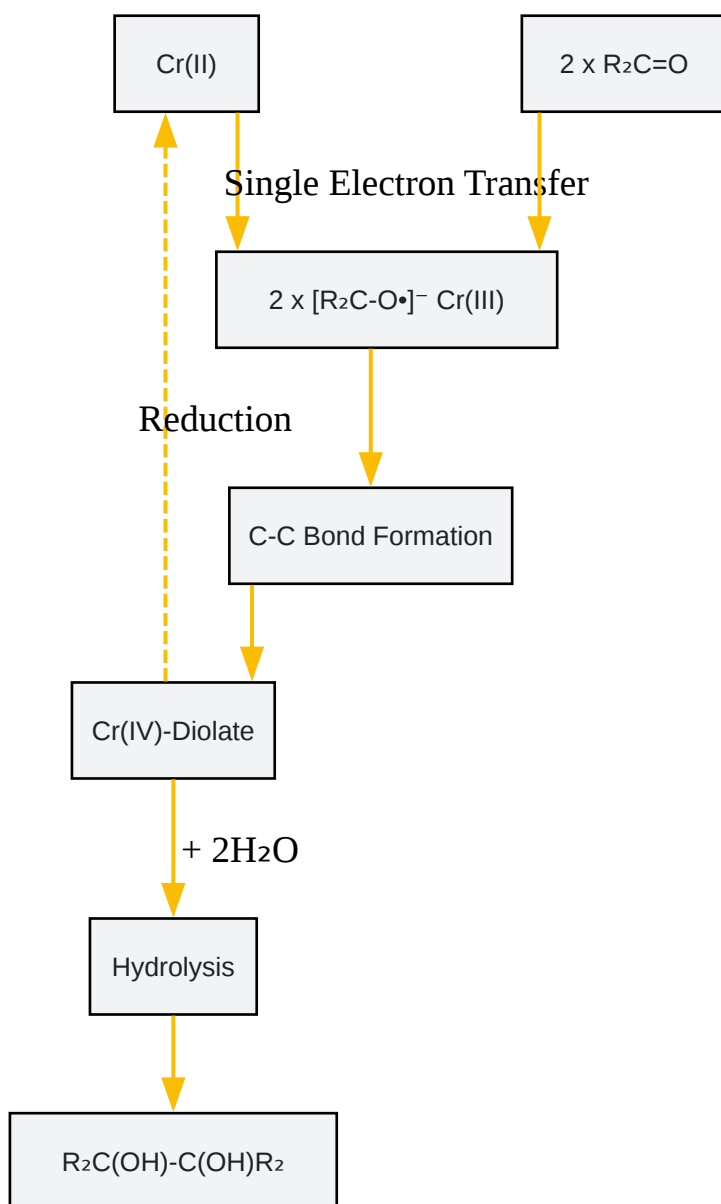 Cr(II)
2 x R₂C=O
Single Electron Transfer
2 x [R₂C-O•]⁻ Cr(III)
Reduction
C-C Bond Formation
Cr(IV)-Diolate
+ 2H₂O
Hydrolysis
R₂C(OH)-C(OH)R₂